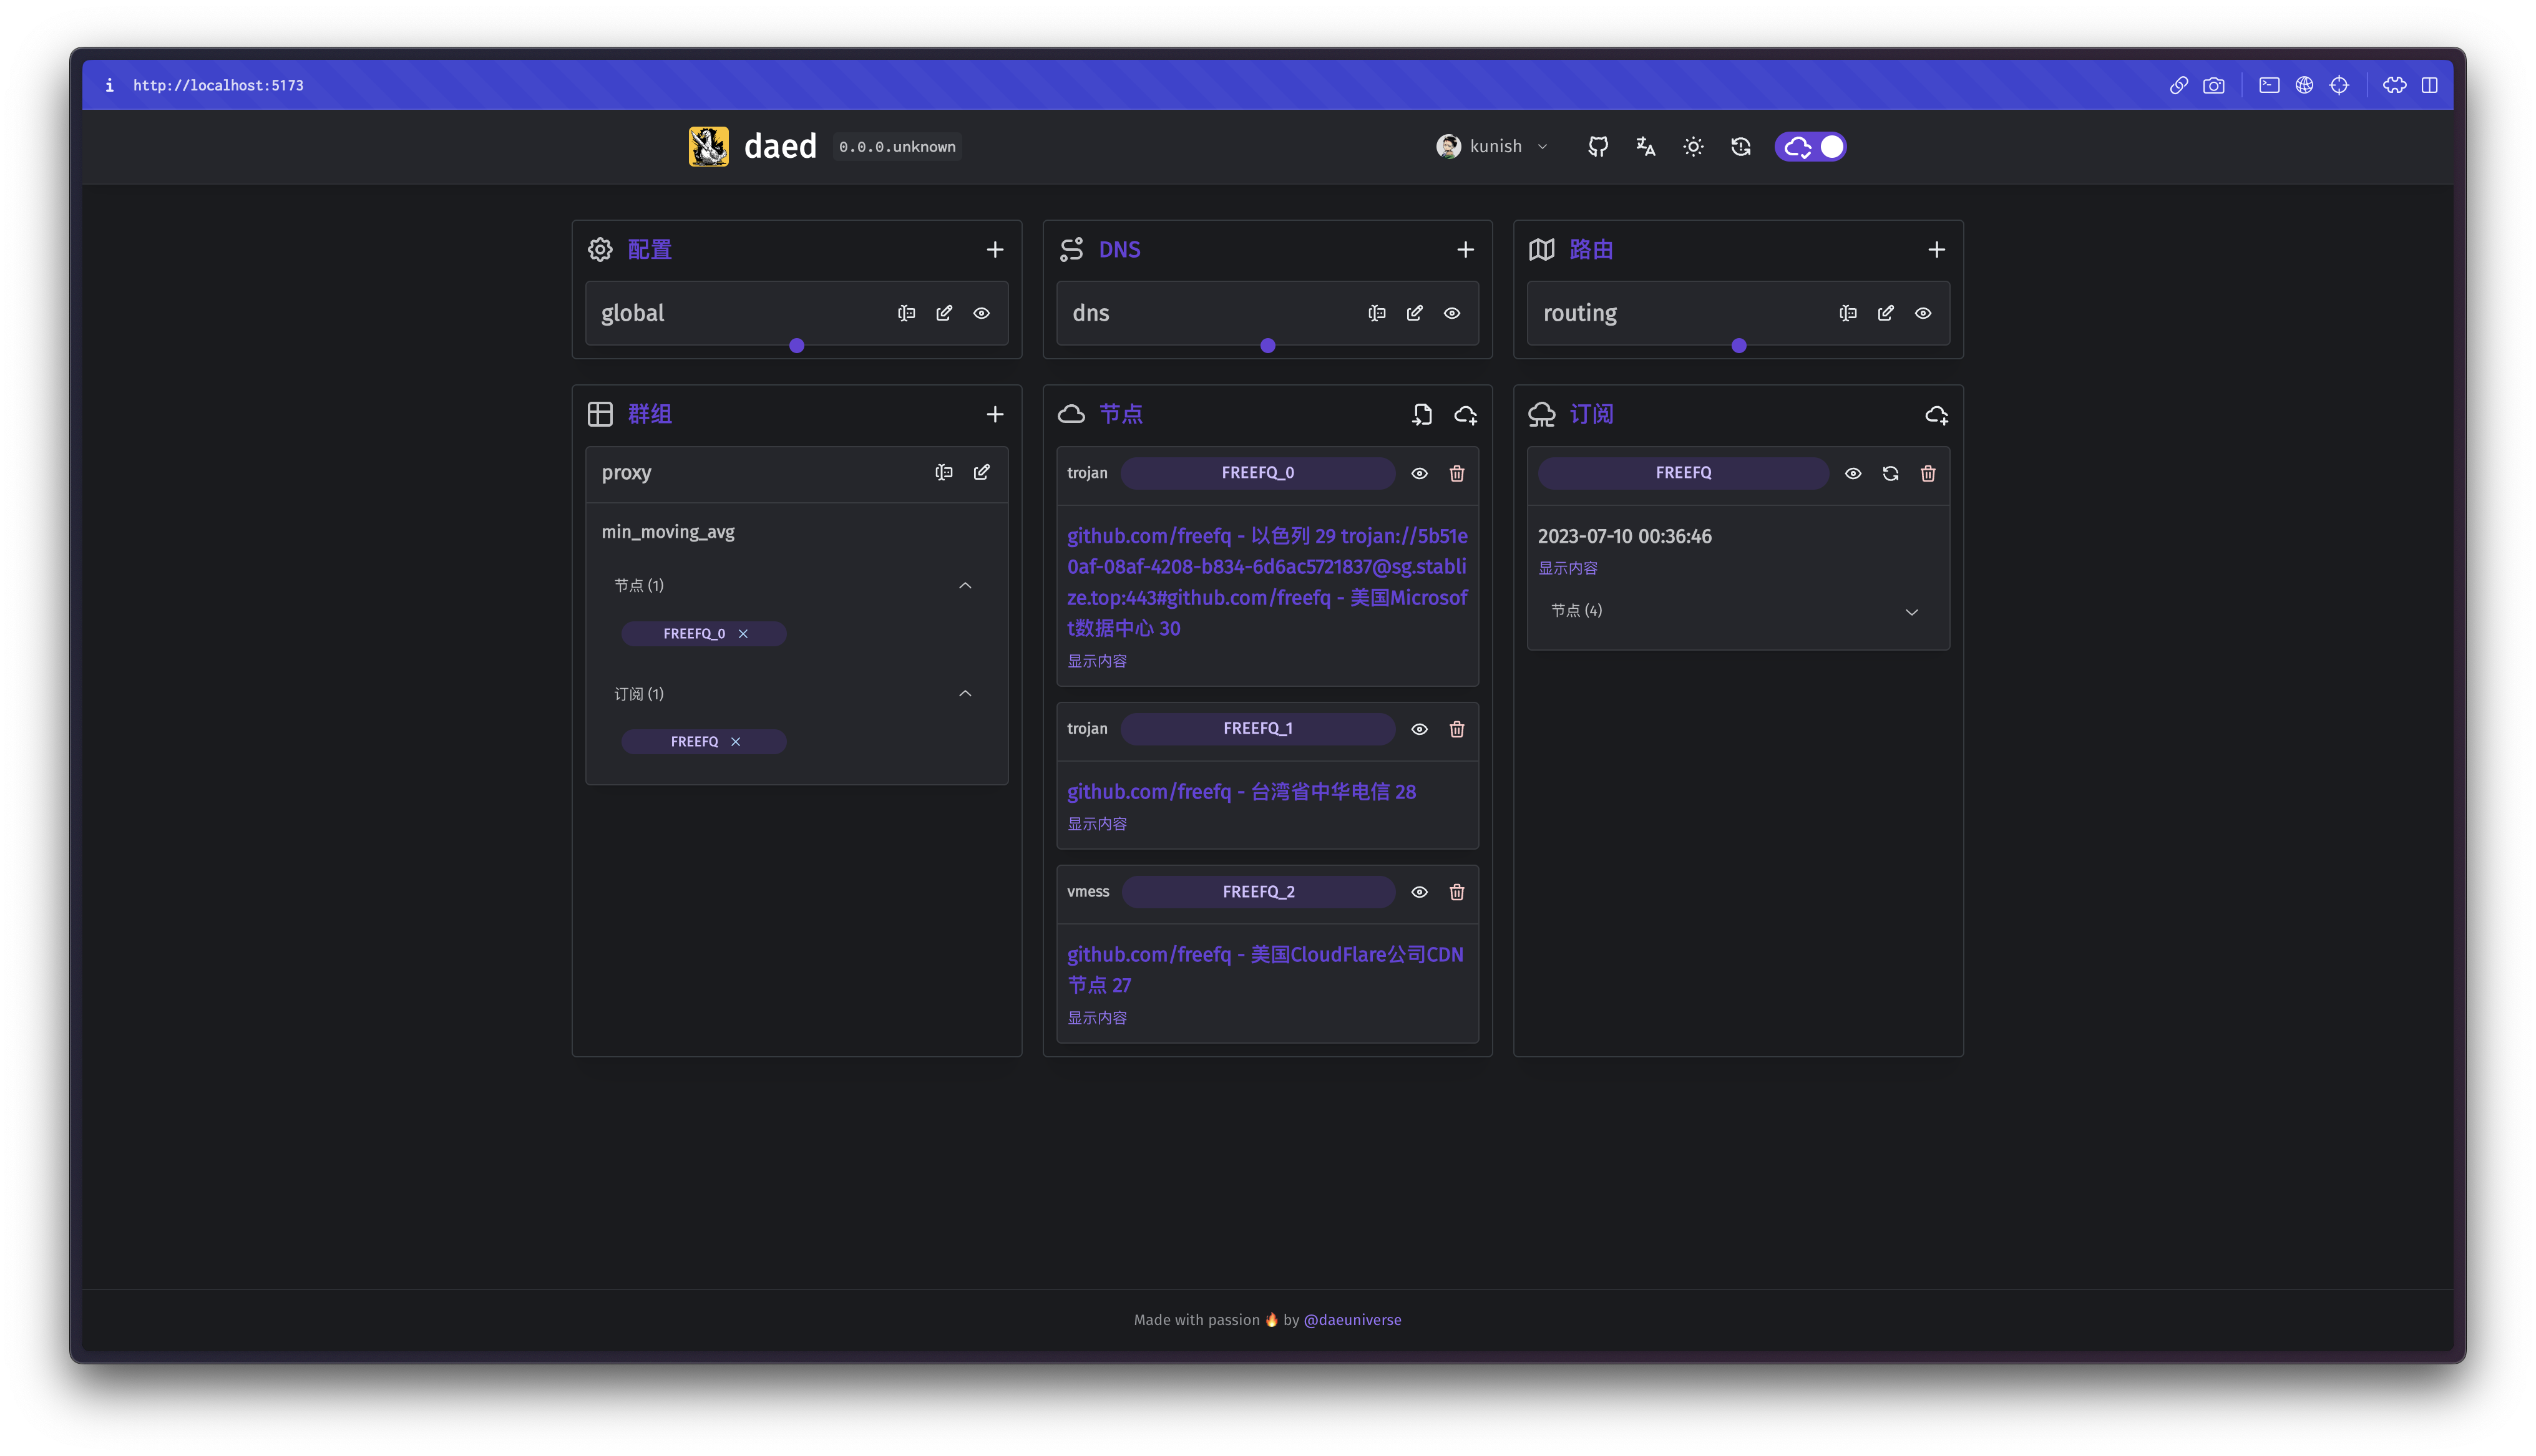 http://localhost:5173
daed 0.0.0.unknown
kunish
配置
global
DNS
dns
路由
routing
群组
proxy
min_moving_avg
节点 (1)
FREEFQ_0
订阅 (1)
FREEFQ
节点
trojan FREEFQ_0
github.com/freefq - 以色列 29 trojan://5b51e
0af-08af-4208-b834-6d6ac5721837@sg.stabli
ze.top:443#github.com/freefq - 美国Microsof
t数据中心 30
显示内容
trojan FREEFQ_1
github.com/freefq - 台湾省中华电信 28
显示内容
vmess FREEFQ_2
github.com/freefq - 美国CloudFlare公司CDN
节点 27
显示内容
订阅
FREEFQ
2023-07-10 00:36:46
显示内容
节点 (4)
Made with passion 🔥 by @daeuniverse